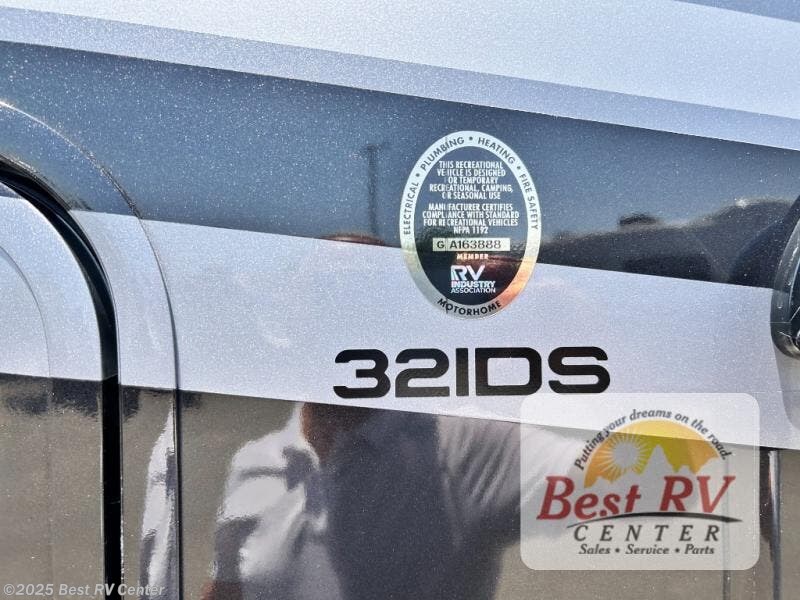 ELECTRICAL • PLUMBING • HEATING • FIRE SAFETY
THIS RECREATIONAL
VEHICLE IS DESIGNED
FOR TEMPORARY
RECREATIONAL, CAMPING,
OR SEASONAL USE
MANUFACTURER CERTIFIES
COMPLIANCE WITH STANDARD
FOR RECREATIONAL VEHICLES
NFPA 1192
G A163888
MEMBER
RV
INDUSTRY
ASSOCIATION
MOTORHOME
321DS
Putting your dreams on the road.
Best RV
CENTER
Sales • Service • Parts
©2025 Best RV Center